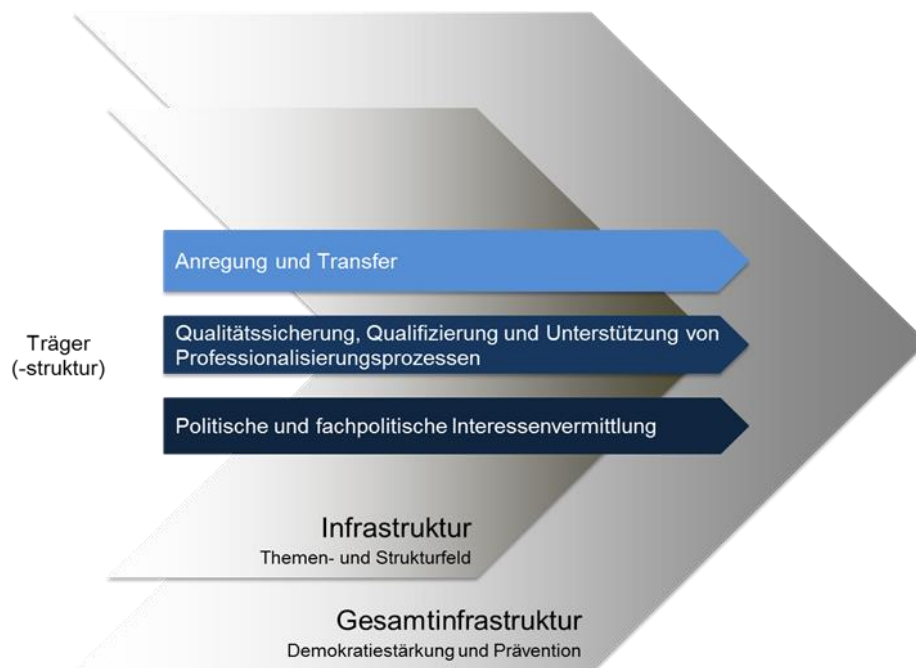 Anregung und Transfer
Qualitätssicherung, Qualifizierung und Unterstützung von
Professionalisierungsprozessen
Träger
(-struktur)
Politische und fachpolitische Interessenvermittlung
Infrastruktur
Themen- und Strukturfeld
Gesamtinfrastruktur
Demokratiestärkung und Prävention